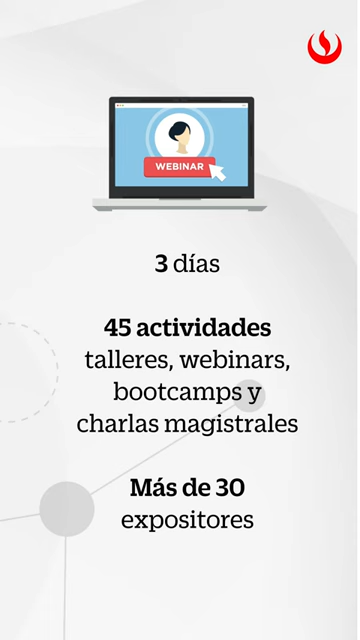 WEBINAR
3 días
45 actividades
talleres, webinars,
bootcamps y
charlas magistrales
Más de 30
expositores